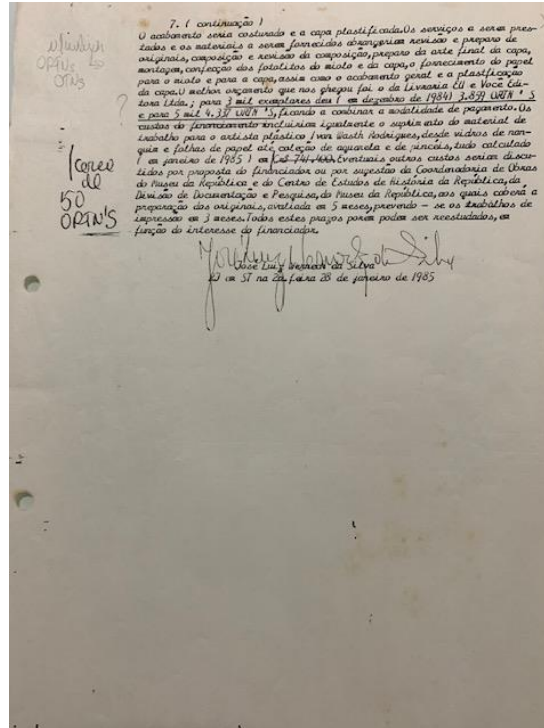 7. ( continuação )
O acabamento seria costurado e a capa plastificada.Os serviços a serem pres-
tados e os materiais a serem fornecidos abrangeriam revisão e preparo de
originais, composição e revisão da composição, preparo da arte final da capa,
montagem, confecção dos fotolitos do miolo e da capa, o fornecimento do papel
para o miolo e para a capa, assim como o acabamento geral e a plastificação
da capa.O melhor orçamento que nos chegou foi o da Livraria EU e Você Edi-
tora Ltda.; para 3 mil exemplares deu ( em dezembro de 1984) 3.859 ORTN'S
e para 5 mil 4.337 ORTN'S, ficando a combinar a modalidade de pagamento.Os
custos do financiamento incluiriam igualmente o suprimento do material de
trabalho para o artista plástico Ivan Wasth Rodrigues, desde vidros de nan-
quim e folhas de papel até coleção de aquarela e de pincéis, tudo calculado
( em janeiro de 1985 ) em Cr$ 741.400.Eventuais outros custos seriam discu-
tidos por proposta do financiador ou por sugestão da Coordenadoria de Obras
do Museu da República e do Centro de Estudos de História da República, da
Divisão de Documentação e Pesquisa, do Museu da República, aos quais caberá a
preparação dos originais, avaliada em 5 meses, prevendo - se os trabalhos de
impressão em 3 meses.Todos estes prazos porem podem ser reestudados, em
função do interesse do financiador.
José Luiz Werneck da Silva
RJ em ST na 2a feira 28 de janeiro de 1985
ORTNs
OTNs
?
/cerca
de
50
ORTN'S